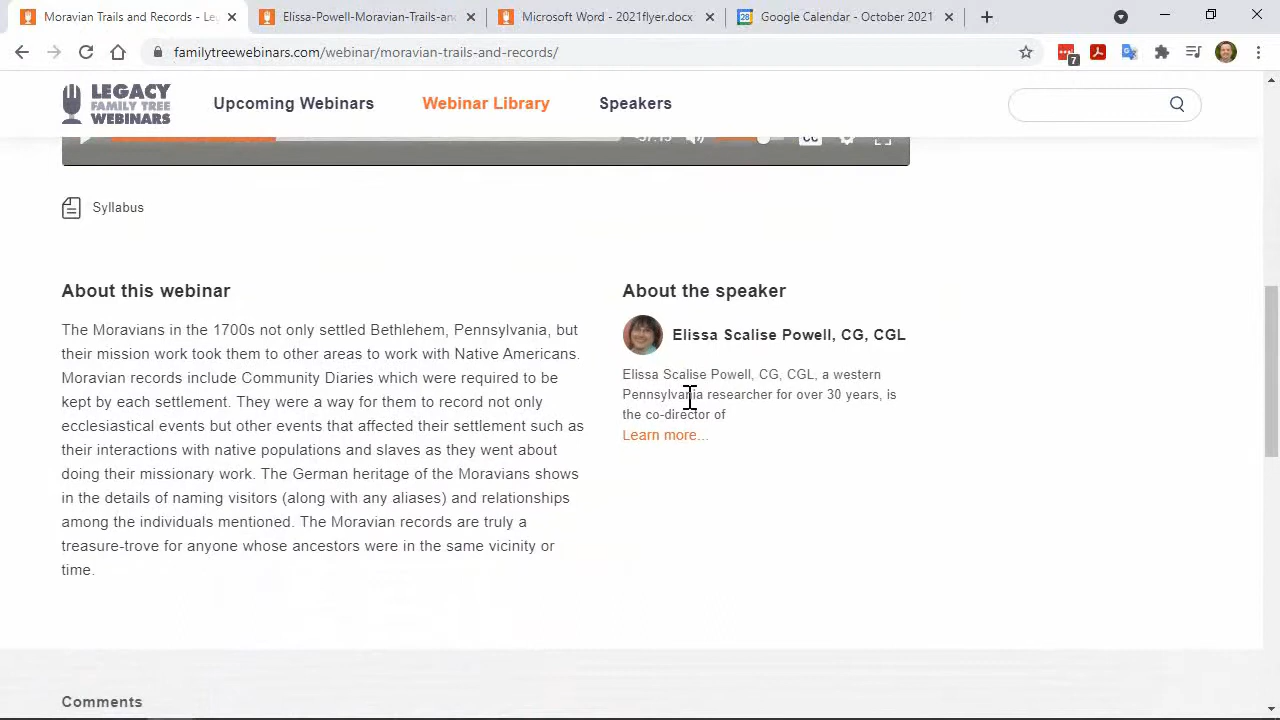 Moravian Trails and Records - Le
Elissa-Powell-Moravian-Trails-and
Microsoft Word - 2021flyer.docx
28
Google Calendar - October 2021
familytreewebinars.com/webinar/moravian-trails-and-records/
7
LEGACY
FAMILY TREE
WEBINARS
Upcoming Webinars
Webinar Library
Speakers
CC
Syllabus
About this webinar
The Moravians in the 1700s not only settled Bethlehem, Pennsylvania, but
their mission work took them to other areas to work with Native Americans.
Moravian records include Community Diaries which were required to be
kept by each settlement. They were a way for them to record not only
ecclesiastical events but other events that affected their settlement such as
their interactions with native populations and slaves as they went about
doing their missionary work. The German heritage of the Moravians shows
in the details of naming visitors (along with any aliases) and relationships
among the individuals mentioned. The Moravian records are truly a
treasure-trove for anyone whose ancestors were in the same vicinity or
time.
About the speaker
Elissa Scalise Powell, CG, CGL
Elissa Scalise Powell, CG, CGL, a western
Pennsylvania researcher for over 30 years, is
the co-director of
Learn more...
Comments